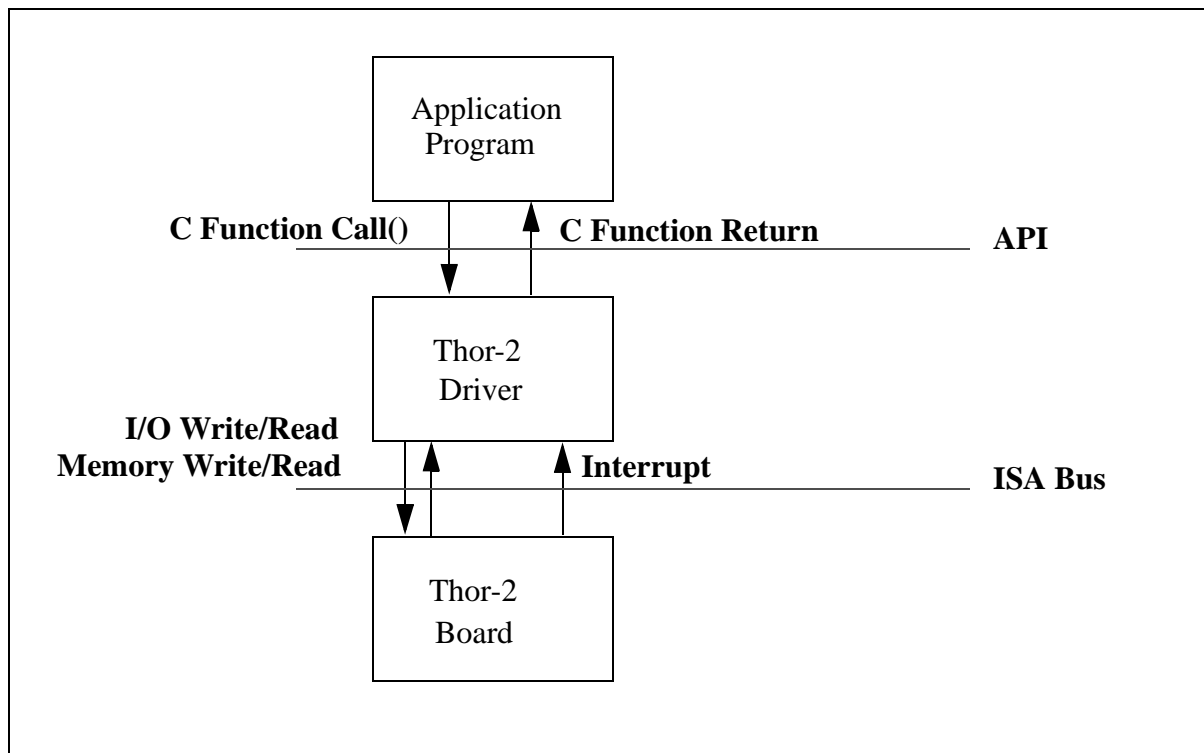 Application
Program
C Function Call()
C Function Return
API
Thor-2
Driver
I/O Write/Read
Memory Write/Read
Interrupt
ISA Bus
Thor-2
Board